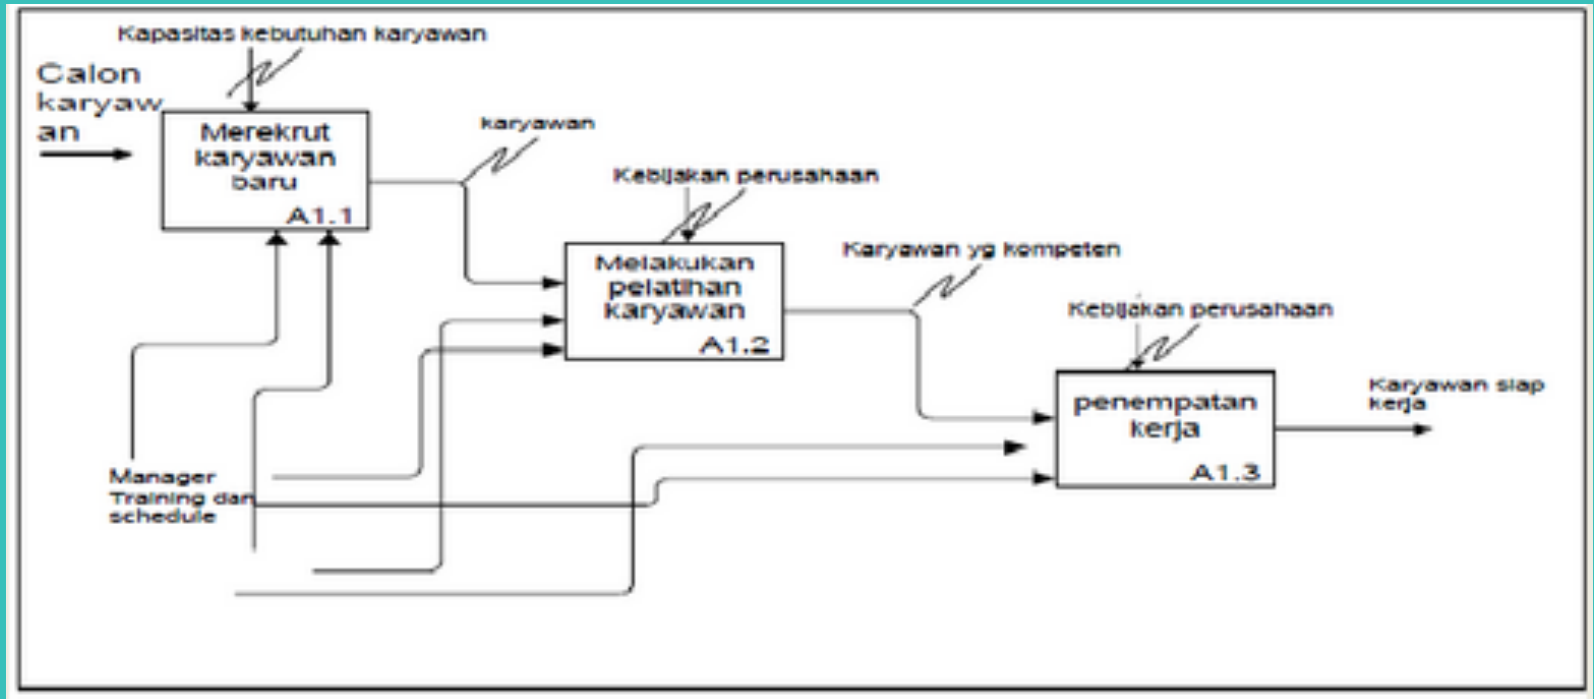 Kapasitas kebutuhan karyawan
Calon
karyaw
an
Merekrut
karyawan
baru
A1.1
karyawan
Kebijakan perusahaan
Melakukan
pelatihan
karyawan
A1.2
Karyawan yg kompeten
Kebijakan perusahaan
penempatan
kerja
A1.3
Karyawan siap
kerja
Manager
Training dan
schedule